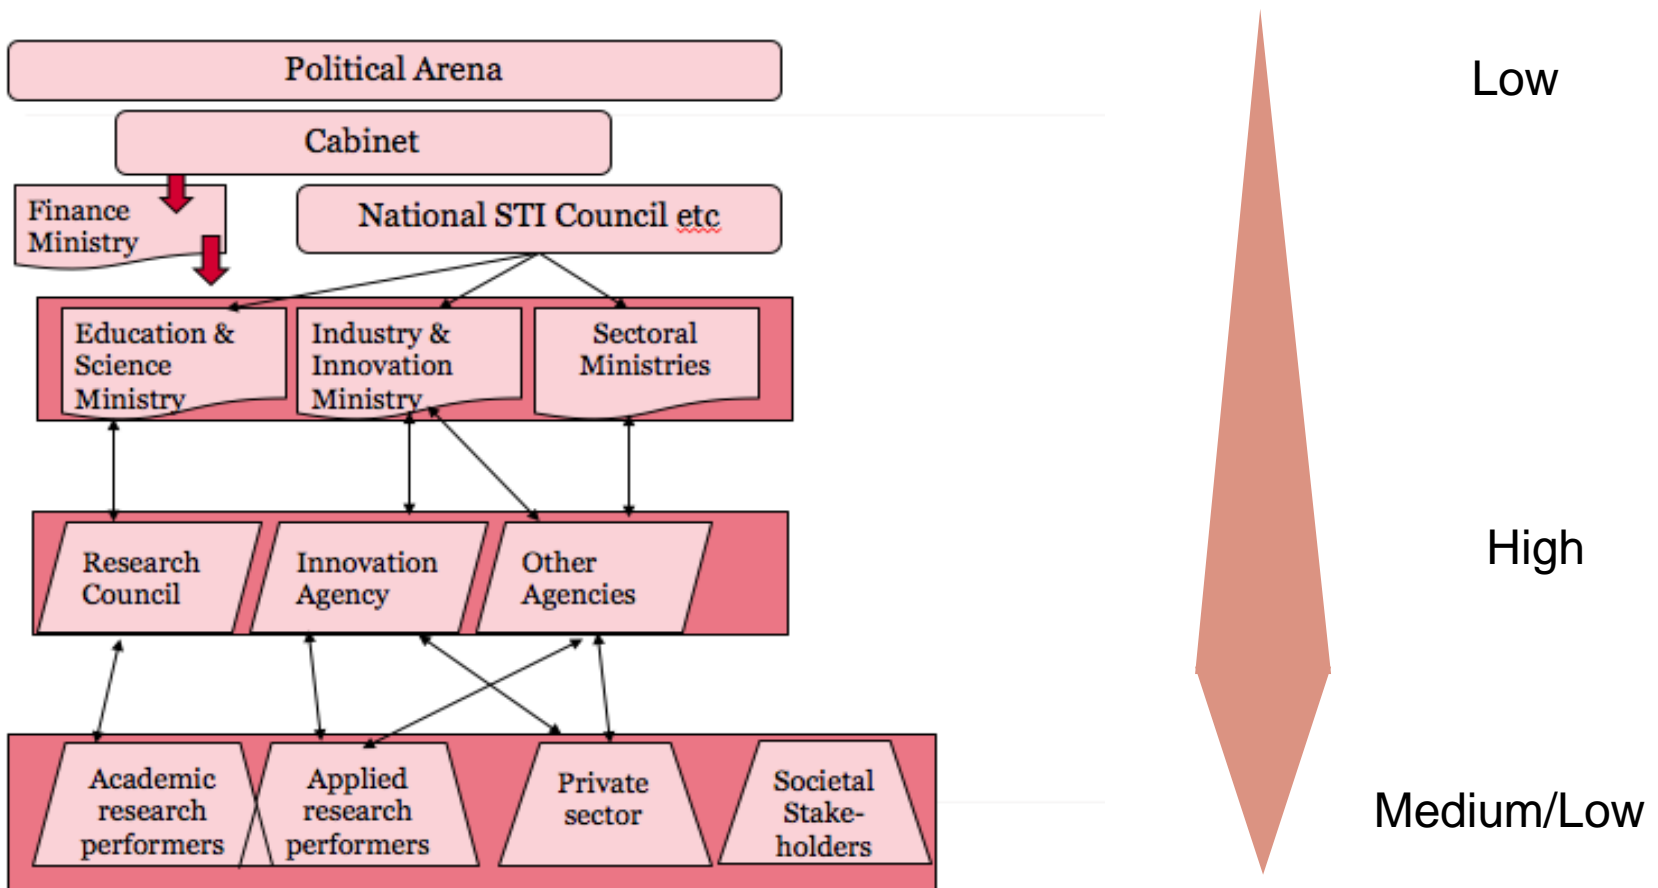 Political Arena
Low
Cabinet
Finance
Ministry
National STI Council etc
Education &
Science
Ministry
Industry &
Innovation
Ministry
Sectoral
Ministries
Research
Council
Innovation
Agency
Other
Agencies
High
Academic
research
performers
Applied
research
performers
Private
sector
Societal
Stake-
holders
Medium/Low